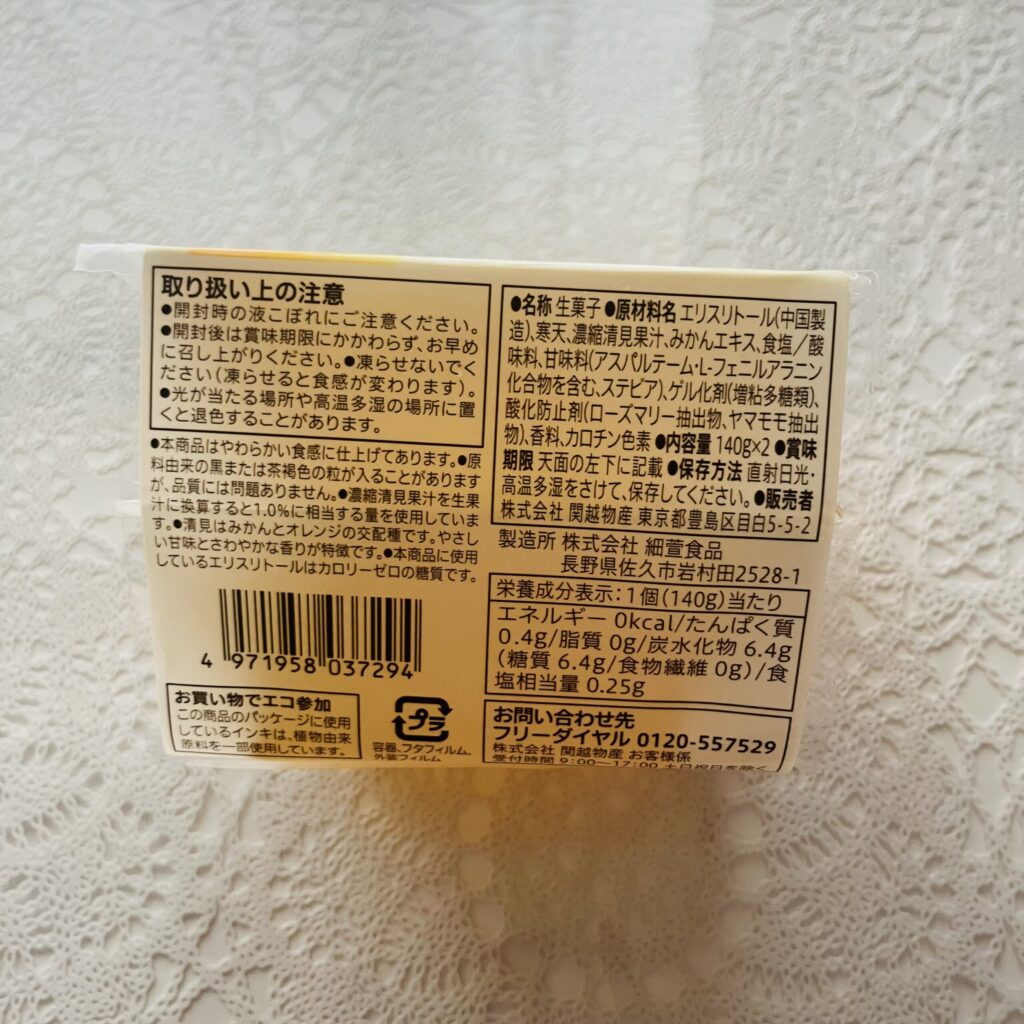 取り扱い上の注意
●開封時の液こぼれにご注意ください。
●開封後は賞味期限にかかわらず、お早め
に召し上がりください。●凍らせないでく
ださい(凍らせると食感が変わります)。
●光が当たる場所や高温多湿の場所に置
くと退色することがあります。
●本商品はやわらかい食感に仕上げてあります。●原
料由来の黒または茶褐色の粒が入ることがあります
が、品質には問題ありません。●濃縮清見果汁を生果
汁に換算すると1.0%に相当する量を使用していま
す。●清見はみかんとオレンジの交配種です。やさし
い甘味とさわやかな香りが特徴です。●本商品に使用
しているエリスリトールはカロリーゼロの糖質です。
4 971958 037294
お買い物でエコ参加
この商品のパッケージに使用
しているインキは、植物由来
原料を一部使用しています。
プラ
容器、フタフィルム、
外装フィルム
●名称 生菓子 ●原材料名 エリスリトール(中国製
造)、寒天、濃縮清見果汁、みかんエキス、食塩/酸
味料、甘味料(アスパルテーム・L-フェニルアラニン
化合物を含む、ステビア)、ゲル化剤(増粘多糖類)、
酸化防止剤(ローズマリー抽出物、ヤマモモ抽出
物)、香料、カロチン色素 ●内容量 140g×2 ●賞味
期限 天面の左下に記載 ●保存方法 直射日光・
高温多湿をさけて、保存してください。●販売者
株式会社 関越物産 東京都豊島区目白5-5-2
製造所 株式会社 細萱食品
長野県佐久市岩村田2528-1
栄養成分表示:1個(140g)当たり
エネルギー 0kcal/たんぱく質
0.4g/脂質 0g/炭水化物 6.4g
(糖質 6.4g/食物繊維 0g)/食
塩相当量 0.25g
お問い合わせ先
フリーダイヤル 0120-557529
株式会社 関越物産 お客様係
受付時間 9:00〜17:00 土日祝日を除く